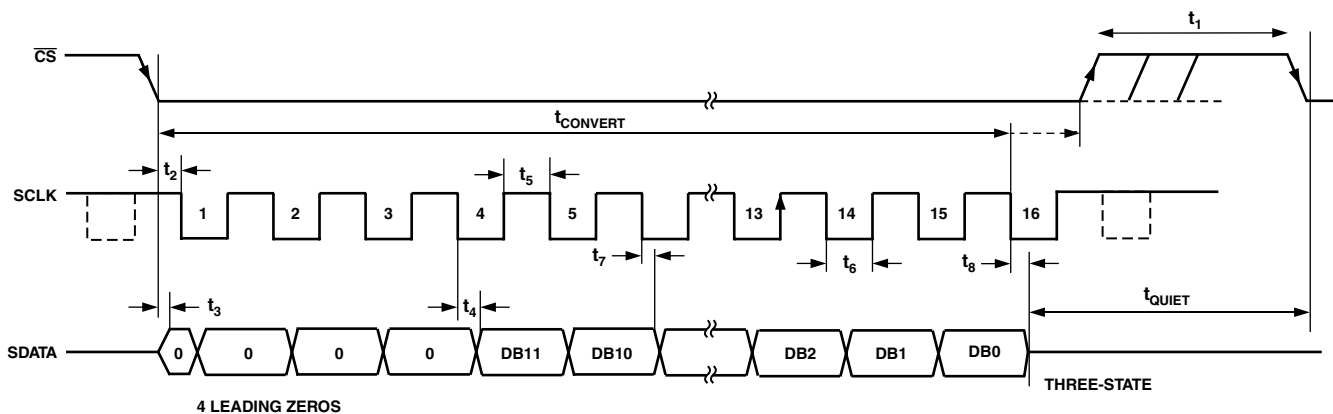 t1
CS
tCONVERT
t2
t5
SCLK
1 2 3 4 5 13 14 15 16
t7 t6 t8
t3 t4 tQUIET
SDATA
0 0 0 0 DB11 DB10 DB2 DB1 DB0
THREE-STATE
4 LEADING ZEROS